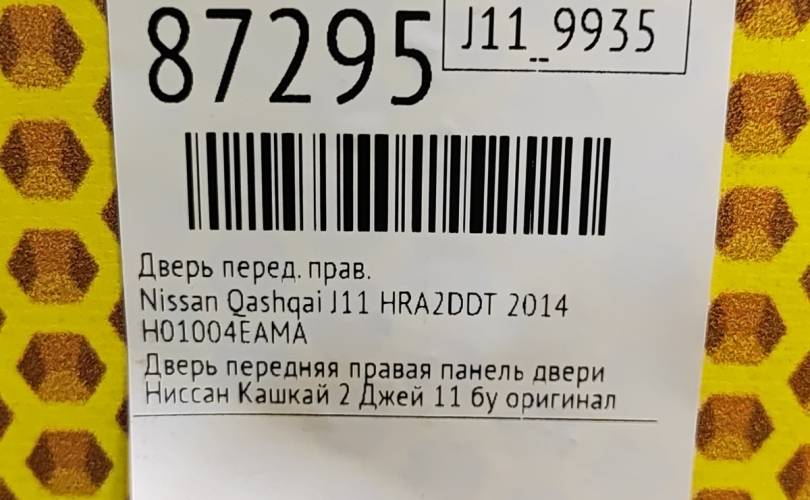 87295
J11_9935
Дверь перед. прав.
Nissan Qashqai J11 HRA2DDT 2014
H01004EAMA
Дверь передняя правая панель двери
Ниссан Кашкай 2 Джей 11 бу оригинал